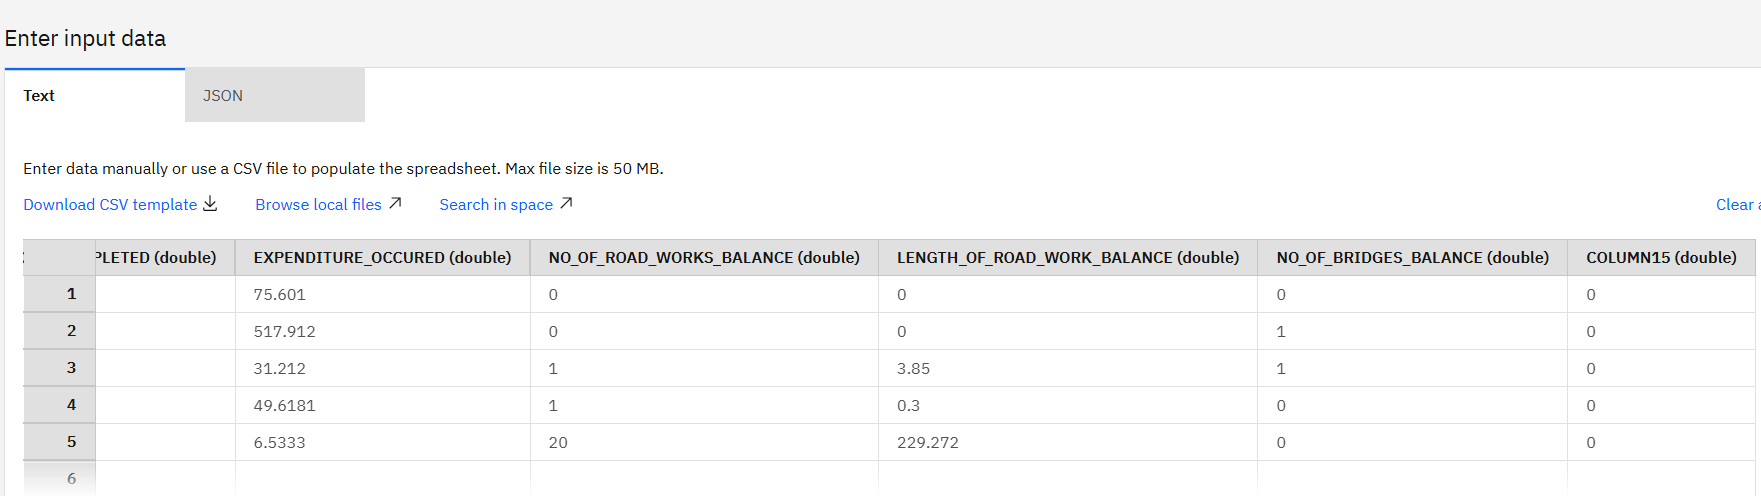 Enter input data
Text JSON
Enter data manually or use a CSV file to populate the spreadsheet. Max file size is 50 MB.
Download CSV template Browse local files Search in space Clear a
PLETED (double) EXPENDITURE_OCCURED (double) NO_OF_ROAD_WORKS_BALANCE (double) LENGTH_OF_ROAD_WORK_BALANCE (double) NO_OF_BRIDGES_BALANCE (double) COLUMN15 (double)
1 75.601 0 0 0 0
2 517.912 0 0 1 0
3 31.212 1 3.85 1 0
4 49.6181 1 0.3 0 0
5 6.5333 20 229.272 0 0
6